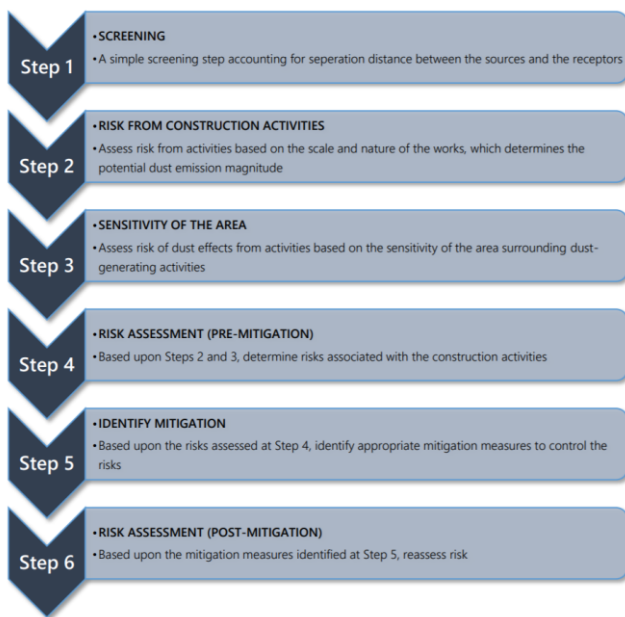 Step 1
•SCREENING
•A simple screening step accounting for seperation distance between the sources and the receptors
Step 2
•RISK FROM CONSTRUCTION ACTIVITIES
•Assess risk from activities based on the scale and nature of the works, which determines the
potential dust emission magnitude
Step 3
•SENSITIVITY OF THE AREA
•Assess risk of dust effects from activities based on the sensitivity of the area surrounding dust-
generating activities
Step 4
•RISK ASSESSMENT (PRE-MITIGATION)
•Based upon Steps 2 and 3, determine risks associated with the construction activities
Step 5
•IDENTIFY MITIGATION
•Based upon the risks assessed at Step 4, identify appropriate mitigation measures to control the
risks
Step 6
•RISK ASSESSMENT (POST-MITIGATION)
•Based upon the mitigation measures identified at Step 5, reassess risk